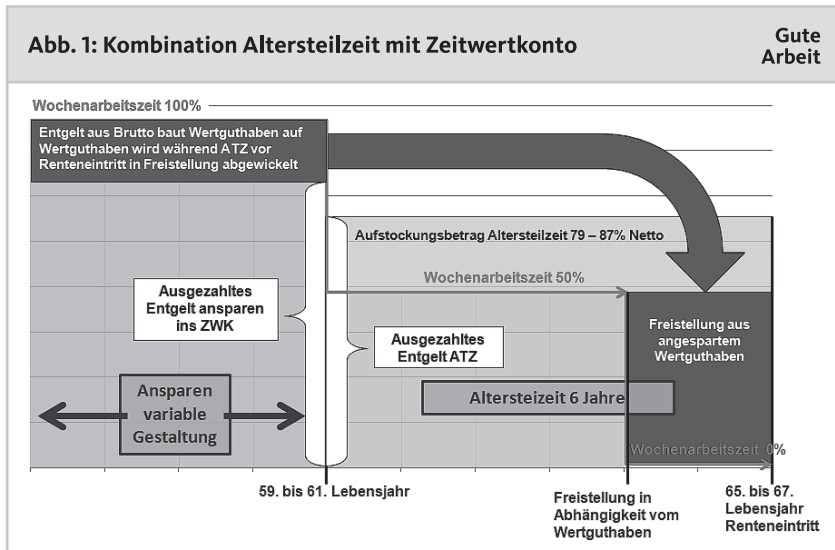 Abb. 1: Kombination Altersteilzeit mit Zeitwertkonto
Gute
Arbeit
Wochenarbeitszeit 100%
Entgelt aus Brutto baut Wertguthaben auf
Wertguthaben wird während ATZ vor
Renteneintritt in Freistellung abgewickelt
Aufstockungsbetrag Altersteilzeit 79 – 87% Netto
Wochenarbeitszeit 50%
Ausgezahltes
Entgelt ansparen
ins ZWK
Ausgezahltes
Entgelt ATZ
Freistellung aus
angespartem
Wertguthaben
Ansparen
variable
Gestaltung
Altersteizeit 6 Jahre
Wochenarbeitszeit 0%
59. bis 61. Lebensjahr
Freistellung in
Abhängigkeit vom
Wertguthaben
65. bis 67.
Lebensjahr
Renteneintritt